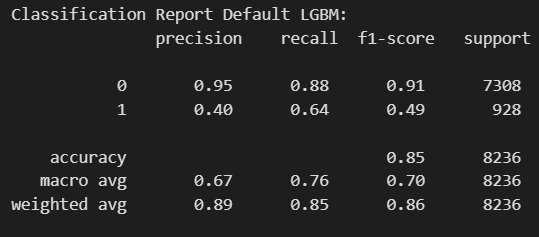 Classification Report Default LGBM:
precision recall f1-score support
0 0.95 0.88 0.91 7308
1 0.40 0.64 0.49 928
accuracy 0.85 8236
macro avg 0.67 0.76 0.70 8236
weighted avg 0.89 0.85 0.86 8236